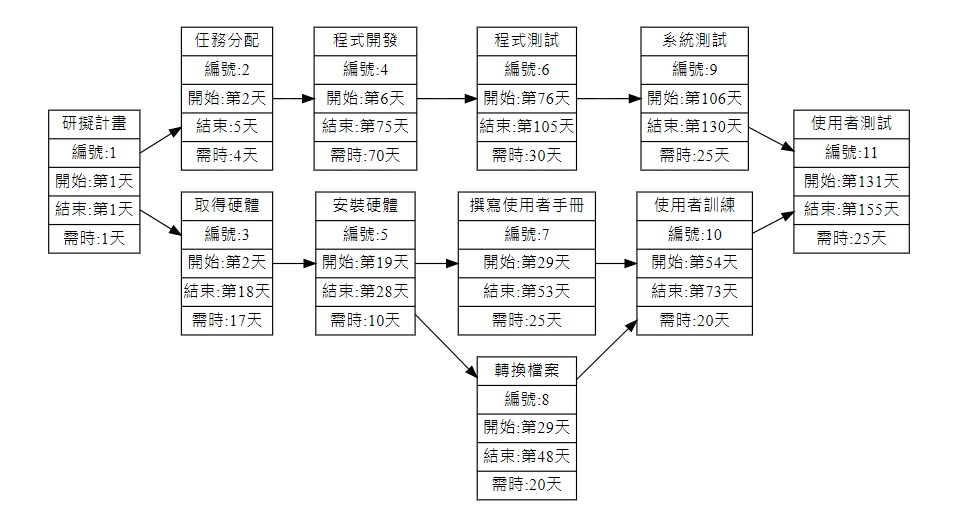 研擬計畫
編號:1
開始:第1天
結束:第1天
需時:1天
任務分配
編號:2
開始:第2天
結束:5天
需時:4天
程式開發
編號:4
開始:第6天
結束:第75天
需時:70天
程式測試
編號:6
開始:第76天
結束:第105天
需時:30天
系統測試
編號:9
開始:第106天
結束:第130天
需時:25天
取得硬體
編號:3
開始:第2天
結束:第18天
需時:17天
安裝硬體
編號:5
開始:第19天
結束:第28天
需時:10天
撰寫使用者手冊
編號:7
開始:第29天
結束:第53天
需時:25天
轉換檔案
編號:8
開始:第29天
結束:第48天
需時:20天
使用者訓練
編號:10
開始:第54天
結束:第73天
需時:20天
使用者測試
編號:11
開始:第131天
結束:第155天
需時:25天